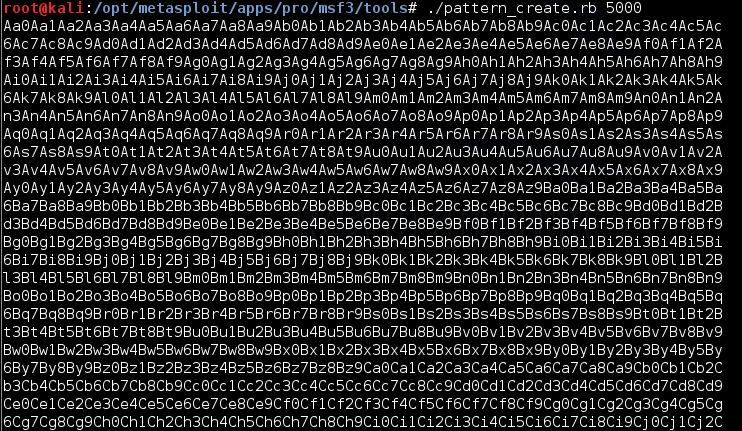 root@kali:/opt/metasploit/apps/pro/msf3/tools# ./pattern_create.rb 5000
Aa0Aa1Aa2Aa3Aa4Aa5Aa6Aa7Aa8Aa9Ab0Ab1Ab2Ab3Ab4Ab5Ab6Ab7Ab8Ab9Ac0Ac1Ac2Ac3Ac4Ac5Ac
6Ac7Ac8Ac9Ad0Ad1Ad2Ad3Ad4Ad5Ad6Ad7Ad8Ad9Ae0Ae1Ae2Ae3Ae4Ae5Ae6Ae7Ae8Ae9Af0Af1Af2A
f3Af4Af5Af6Af7Af8Af9Ag0Ag1Ag2Ag3Ag4Ag5Ag6Ag7Ag8Ag9Ah0Ah1Ah2Ah3Ah4Ah5Ah6Ah7Ah8Ah9
Ai0Ai1Ai2Ai3Ai4Ai5Ai6Ai7Ai8Ai9Aj0Aj1Aj2Aj3Aj4Aj5Aj6Aj7Aj8Aj9Ak0Ak1Ak2Ak3Ak4Ak5Ak
6Ak7Ak8Ak9Al0Al1Al2Al3Al4Al5Al6Al7Al8Al9Am0Am1Am2Am3Am4Am5Am6Am7Am8Am9An0An1An2A
n3An4An5An6An7An8An9Ao0Ao1Ao2Ao3Ao4Ao5Ao6Ao7Ao8Ao9Ap0Ap1Ap2Ap3Ap4Ap5Ap6Ap7Ap8Ap9
Aq0Aq1Aq2Aq3Aq4Aq5Aq6Aq7Aq8Aq9Ar0Ar1Ar2Ar3Ar4Ar5Ar6Ar7Ar8Ar9As0As1As2As3As4As5As
6As7As8As9At0At1At2At3At4At5At6At7At8At9Au0Au1Au2Au3Au4Au5Au6Au7Au8Au9Av0Av1Av2A
v3Av4Av5Av6Av7Av8Av9Aw0Aw1Aw2Aw3Aw4Aw5Aw6Aw7Aw8Aw9Ax0Ax1Ax2Ax3Ax4Ax5Ax6Ax7Ax8Ax9
Ay0Ay1Ay2Ay3Ay4Ay5Ay6Ay7Ay8Ay9Az0Az1Az2Az3Az4Az5Az6Az7Az8Az9Ba0Ba1Ba2Ba3Ba4Ba5Ba
6Ba7Ba8Ba9Bb0Bb1Bb2Bb3Bb4Bb5Bb6Bb7Bb8Bb9Bc0Bc1Bc2Bc3Bc4Bc5Bc6Bc7Bc8Bc9Bd0Bd1Bd2B
d3Bd4Bd5Bd6Bd7Bd8Bd9Be0Be1Be2Be3Be4Be5Be6Be7Be8Be9Bf0Bf1Bf2Bf3Bf4Bf5Bf6Bf7Bf8Bf9
Bg0Bg1Bg2Bg3Bg4Bg5Bg6Bg7Bg8Bg9Bh0Bh1Bh2Bh3Bh4Bh5Bh6Bh7Bh8Bh9Bi0Bi1Bi2Bi3Bi4Bi5Bi
6Bi7Bi8Bi9Bj0Bj1Bj2Bj3Bj4Bj5Bj6Bj7Bj8Bj9Bk0Bk1Bk2Bk3Bk4Bk5Bk6Bk7Bk8Bk9Bl0Bl1Bl2B
l3Bl4Bl5Bl6Bl7Bl8Bl9Bm0Bm1Bm2Bm3Bm4Bm5Bm6Bm7Bm8Bm9Bn0Bn1Bn2Bn3Bn4Bn5Bn6Bn7Bn8Bn9
Bo0Bo1Bo2Bo3Bo4Bo5Bo6Bo7Bo8Bo9Bp0Bp1Bp2Bp3Bp4Bp5Bp6Bp7Bp8Bp9Bq0Bq1Bq2Bq3Bq4Bq5Bq
6Bq7Bq8Bq9Br0Br1Br2Br3Br4Br5Br6Br7Br8Br9Bs0Bs1Bs2Bs3Bs4Bs5Bs6Bs7Bs8Bs9Bt0Bt1Bt2B
t3Bt4Bt5Bt6Bt7Bt8Bt9Bu0Bu1Bu2Bu3Bu4Bu5Bu6Bu7Bu8Bu9Bv0Bv1Bv2Bv3Bv4Bv5Bv6Bv7Bv8Bv9
Bw0Bw1Bw2Bw3Bw4Bw5Bw6Bw7Bw8Bw9Bx0Bx1Bx2Bx3Bx4Bx5Bx6Bx7Bx8Bx9By0By1By2By3By4By5By
6By7By8By9Bz0Bz1Bz2Bz3Bz4Bz5Bz6Bz7Bz8Bz9Ca0Ca1Ca2Ca3Ca4Ca5Ca6Ca7Ca8Ca9Cb0Cb1Cb2C
b3Cb4Cb5Cb6Cb7Cb8Cb9Cc0Cc1Cc2Cc3Cc4Cc5Cc6Cc7Cc8Cc9Cd0Cd1Cd2Cd3Cd4Cd5Cd6Cd7Cd8Cd9
Ce0Ce1Ce2Ce3Ce4Ce5Ce6Ce7Ce8Ce9Cf0Cf1Cf2Cf3Cf4Cf5Cf6Cf7Cf8Cf9Cg0Cg1Cg2Cg3Cg4Cg5Cg
6Cg7Cg8Cg9Ch0Ch1Ch2Ch3Ch4Ch5Ch6Ch7Ch8Ch9Ci0Ci1Ci2Ci3Ci4Ci5Ci6Ci7Ci8Ci9Cj0Cj1Cj2C